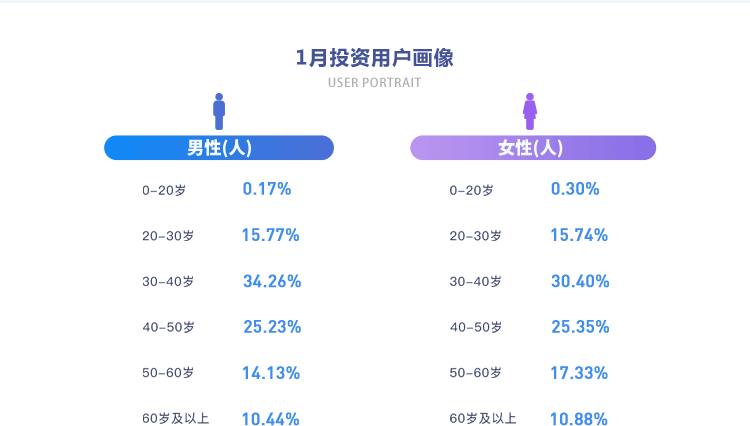 1月投资用户画像
USER PORTRAIT
男性(人)
0-20岁 0.17%
20-30岁 15.77%
30-40岁 34.26%
40-50岁 25.23%
50-60岁 14.13%
60岁及以上 10.44%
女性(人)
0-20岁 0.30%
20-30岁 15.74%
30-40岁 30.40%
40-50岁 25.35%
50-60岁 17.33%
60岁及以上 10.88%